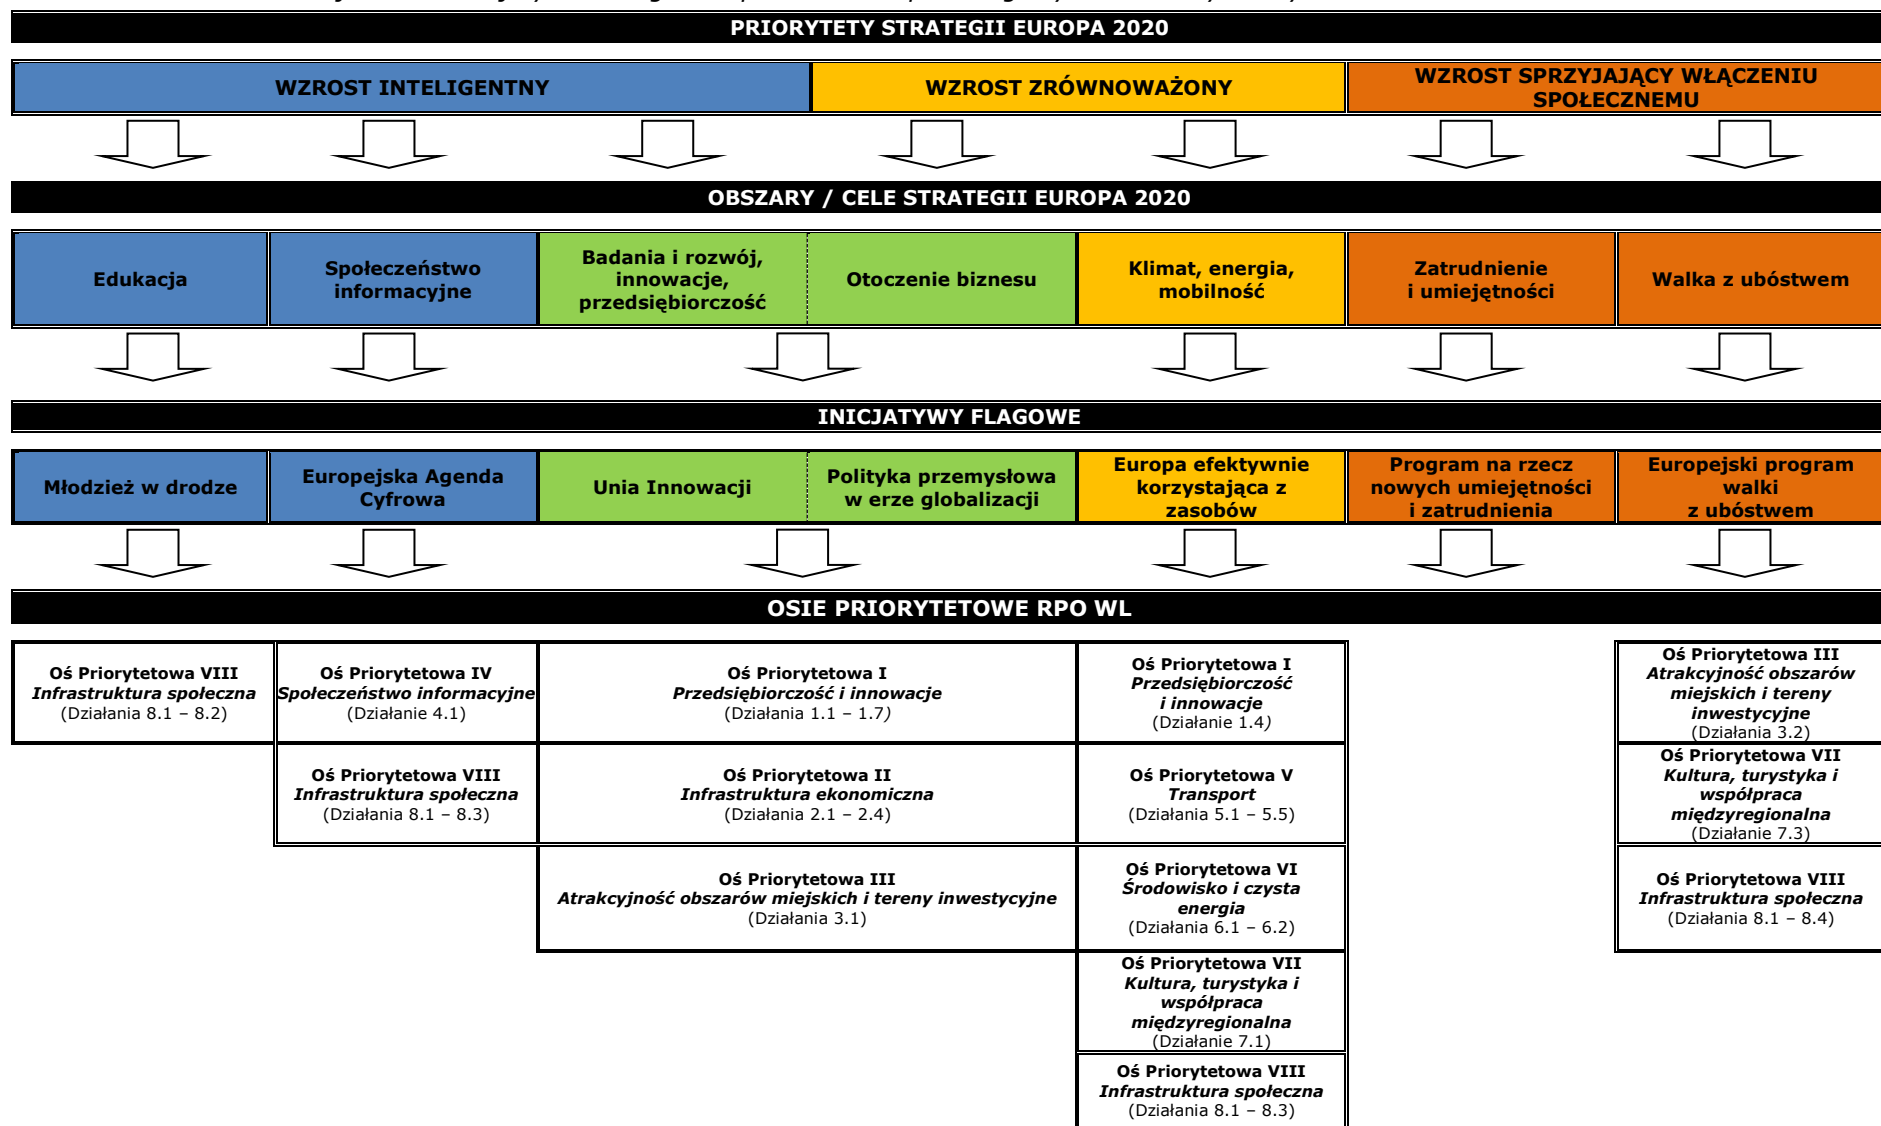 PRIORYTETY STRATEGII EUROPA 2020
WZROST INTELIGENTNY
WZROST ZRÓWNOWAŻONY
WZROST SPRZYJAJĄCY WŁĄCZENIU
SPOŁECZNEMU
OBSZARY / CELE STRATEGII EUROPA 2020
Edukacja
Społeczeństwo
informacyjne
Badania i rozwój,
innowacje,
przedsiębiorczość
Otoczenie biznesu
Klimat, energia,
mobilność
Zatrudnienie
i umiejętności
Walka z ubóstwem
INICJATYWY FLAGOWE
Młodzież w drodze
Europejska Agenda
Cyfrowa
Unia Innowacji
Polityka przemysłowa
w erze globalizacji
Europa efektywnie
korzystająca z
zasobów
Program na rzecz
nowych umiejętności
i zatrudnienia
Europejski program
walki
z ubóstwem
OSIE PRIORYTETOWE RPO WL
Oś Priorytetowa VIII
Infrastruktura społeczna
(Działania 8.1 – 8.2)
Oś Priorytetowa IV
Społeczeństwo informacyjne
(Działanie 4.1)
Oś Priorytetowa I
Przedsiębiorczość i innowacje
(Działania 1.1 – 1.7)
Oś Priorytetowa I
Przedsiębiorczość
i innowacje
(Działanie 1.4)
Oś Priorytetowa III
Atrakcyjność obszarów
miejskich i tereny
inwestycyjne
(Działania 3.2)
Oś Priorytetowa VIII
Infrastruktura społeczna
(Działania 8.1 – 8.3)
Oś Priorytetowa II
Infrastruktura ekonomiczna
(Działania 2.1 – 2.4)
Oś Priorytetowa V
Transport
(Działania 5.1 – 5.5)
Oś Priorytetowa VII
Kultura, turystyka i
współpraca
międzyregionalna
(Działanie 7.3)
Oś Priorytetowa III
Atrakcyjność obszarów miejskich i tereny inwestycyjne
(Działania 3.1)
Oś Priorytetowa VI
Środowisko i czysta
energia
(Działania 6.1 – 6.2)
Oś Priorytetowa VIII
Infrastruktura społeczna
(Działania 8.1 – 8.4)
Oś Priorytetowa VII
Kultura, turystyka i
współpraca
międzyregionalna
(Działanie 7.1)
Oś Priorytetowa VIII
Infrastruktura społeczna
(Działania 8.1 – 8.3)